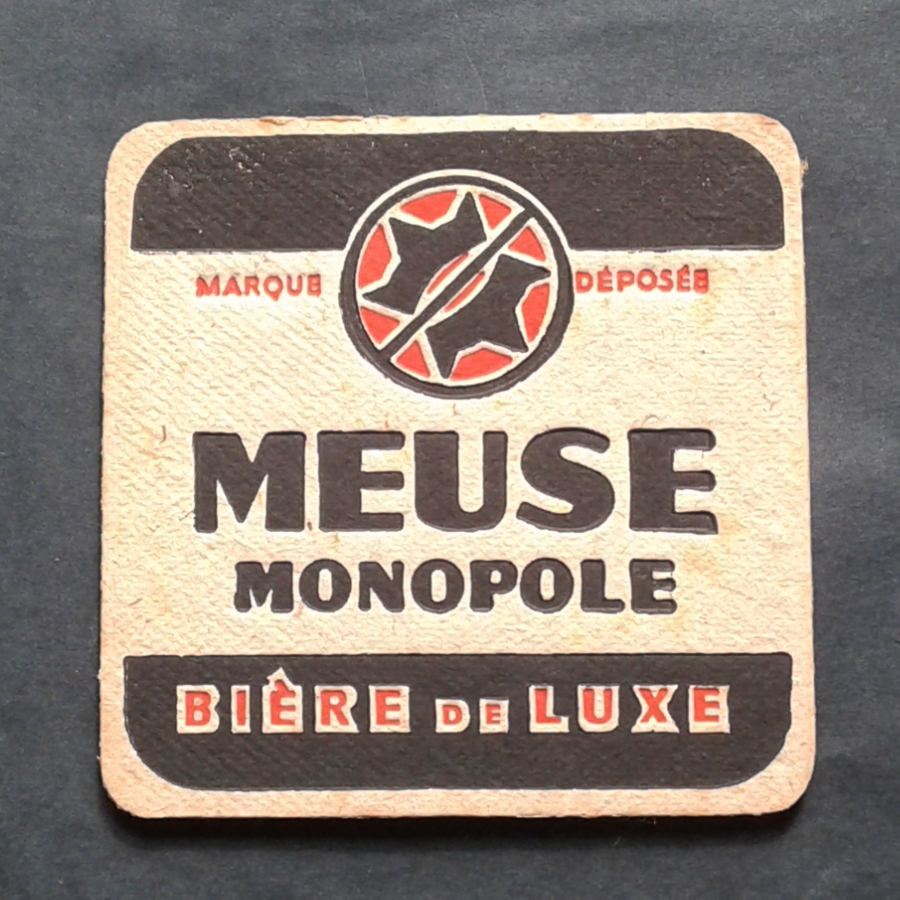 MARQUE DÉPOSÉE
MEUSE
MONOPOLE
BIÈRE DE LUXE